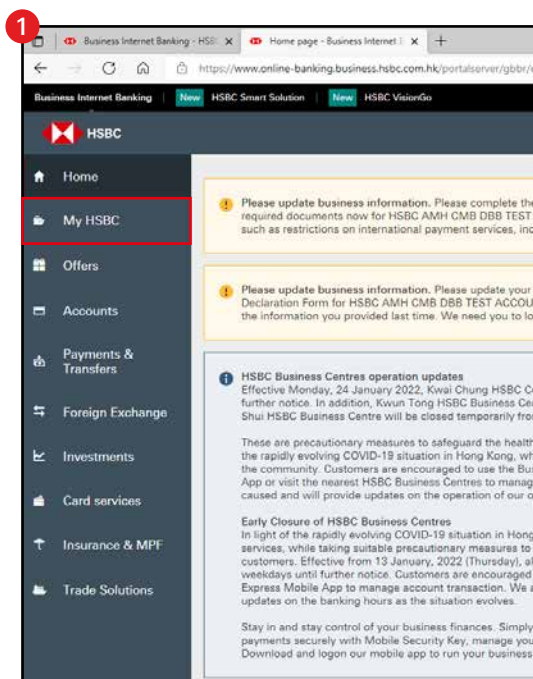 1
Business Internet Banking - HSB
Home page - Business Internet
https://www.online-banking.business.hsbc.com.hk/portalserver/gbbr/
Business Internet Banking
New
HSBC Smart Solution
New
HSBC VisionGo
HSBC
Home
My HSBC
Offers
Accounts
Payments &
Transfers
Foreign Exchange
Investments
Card services
Insurance & MPF
Trade Solutions
Please update business information. Please complete the
required documents now for HSBC AMH CMB DBB TEST
such as restrictions on international payment services, inc
Please update business information. Please update your
Declaration Form for HSBC AMH CMB DBB TEST ACCOU
the information you provided last time. We need you to lo
HSBC Business Centres operation updates
Effective Monday, 24 January 2022, Kwai Chung HSBC C
further notice. In addition, Kwun Tong HSBC Business Ce
Shui HSBC Business Centre will be closed temporarily fro
These are precautionary measures to safeguard the health
the rapidly evolving COVID-19 situation in Hong Kong, wh
the community. Customers are encouraged to use the Bus
App or visit the nearest HSBC Business Centres to manag
caused and will provide updates on the operation of our o
Early Closure of HSBC Business Centres
In light of the rapidly evolving COVID-19 situation in Hong
services, while taking suitable precautionary measures to
customers. Effective from 13 January, 2022 (Thursday), al
weekdays until further notice. Customers are encouraged
Express Mobile App to manage account transaction. We a
updates on the banking hours as the situation evolves.
Stay in and stay control of your business finances. Simply
payments securely with Mobile Security Key, manage you
Download and logon our mobile app to run your business